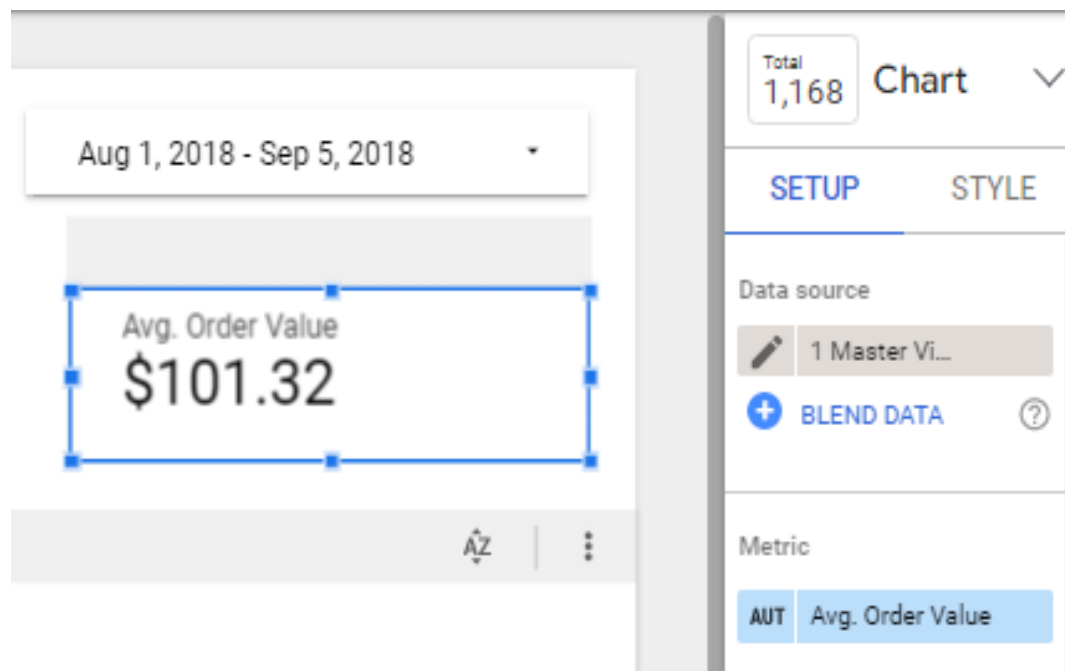 Aug 1, 2018 - Sep 5, 2018
Avg. Order Value
$101.32
AZ
Total
1,168
Chart
SETUP
STYLE
Data source
1 Master Vi...
BLEND DATA
?
Metric
AUT
Avg. Order Value